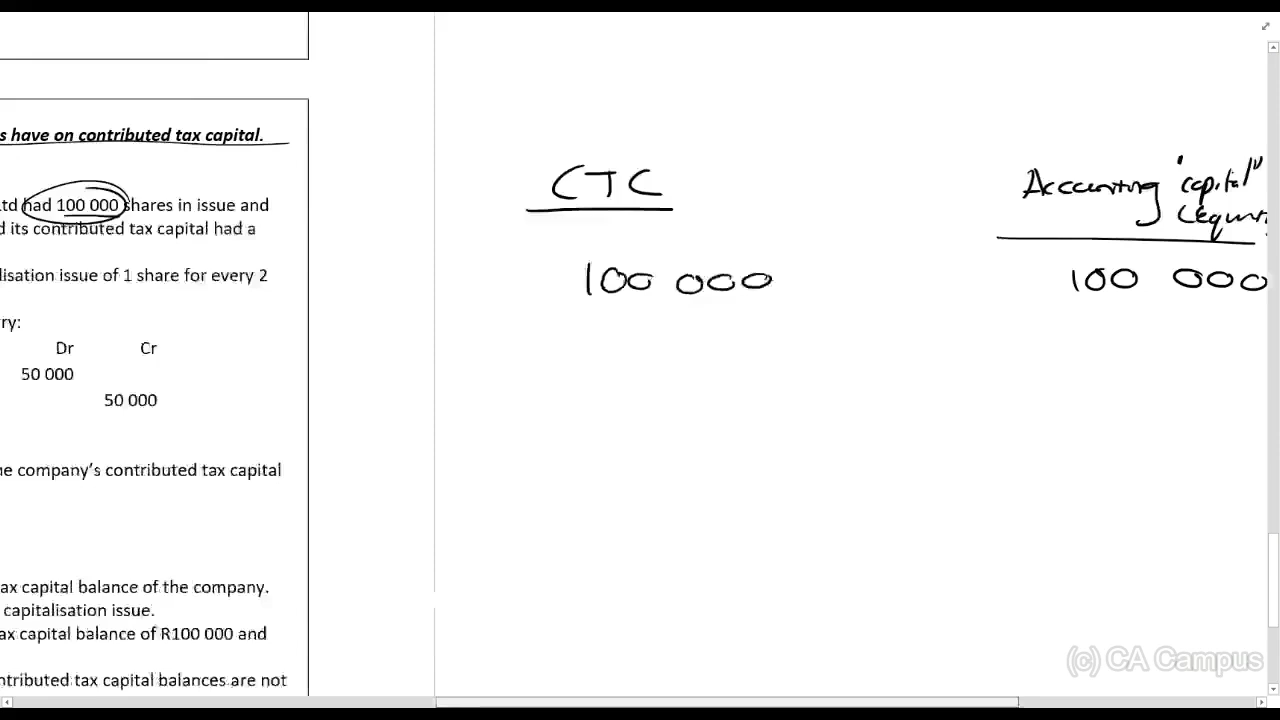 s have on contributed tax capital.
Ltd had 100 000 shares in issue and
d its contributed tax capital had a
lisation issue of 1 share for every 2
ry:
Dr Cr
50 000
50 000
ne company's contributed tax capital
ax capital balance of the company.
capitalisation issue.
ax capital balance of R100 000 and
ntributed tax capital balances are not
CTC
100 000
Accounting "capital"
(Equity
100 000
(c) CA Campus